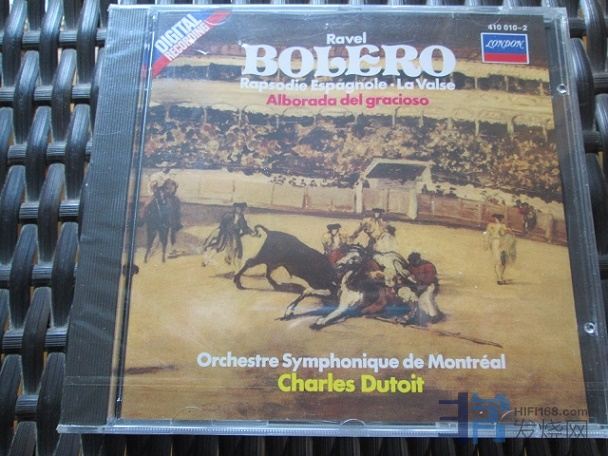 DIGITAL
RECORDING
Ravel
410 010-2
BOLERO
LONDON
Rapsodie Espagnole · La Valse
Alborada del gracioso
Orchestre Symphonique de Montréal
Charles Dutoit
HIFI168.com
发烧网